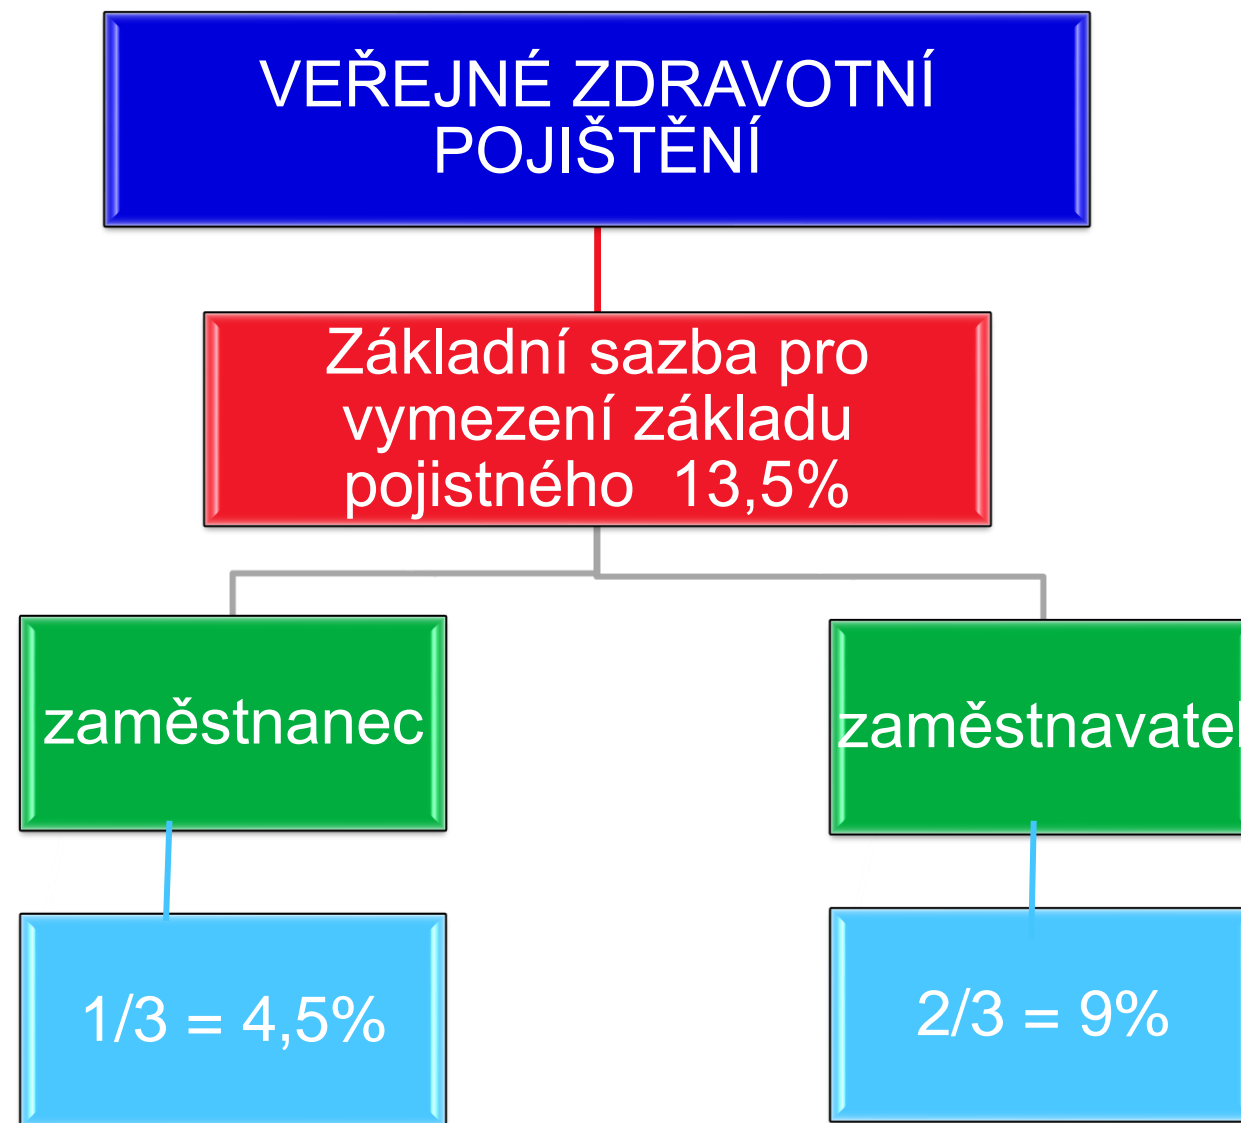 VEŘEJNÉ ZDRAVOTNÍ
POJIŠTĚNÍ
Základní sazba pro
vymezení základu
pojistného 13,5%
zaměstnanec
zaměstnavatel
1/3 = 4,5%
2/3 = 9%